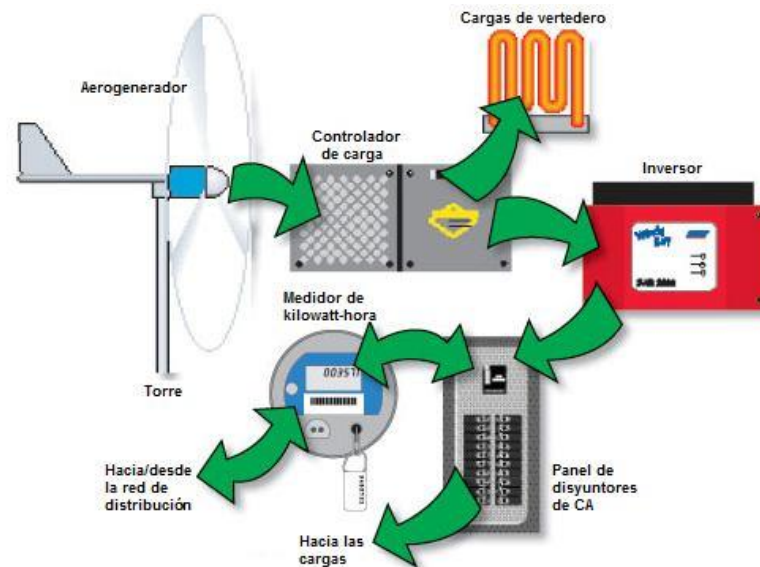 Cargas de vertedero
Aerogenerador
Controlador
de carga
Inversor
Medidor de
kilowatt-hora
Torre
Hacia/desde
la red de
distribución
Panel de
disyuntores
de CA
Hacia las
cargas